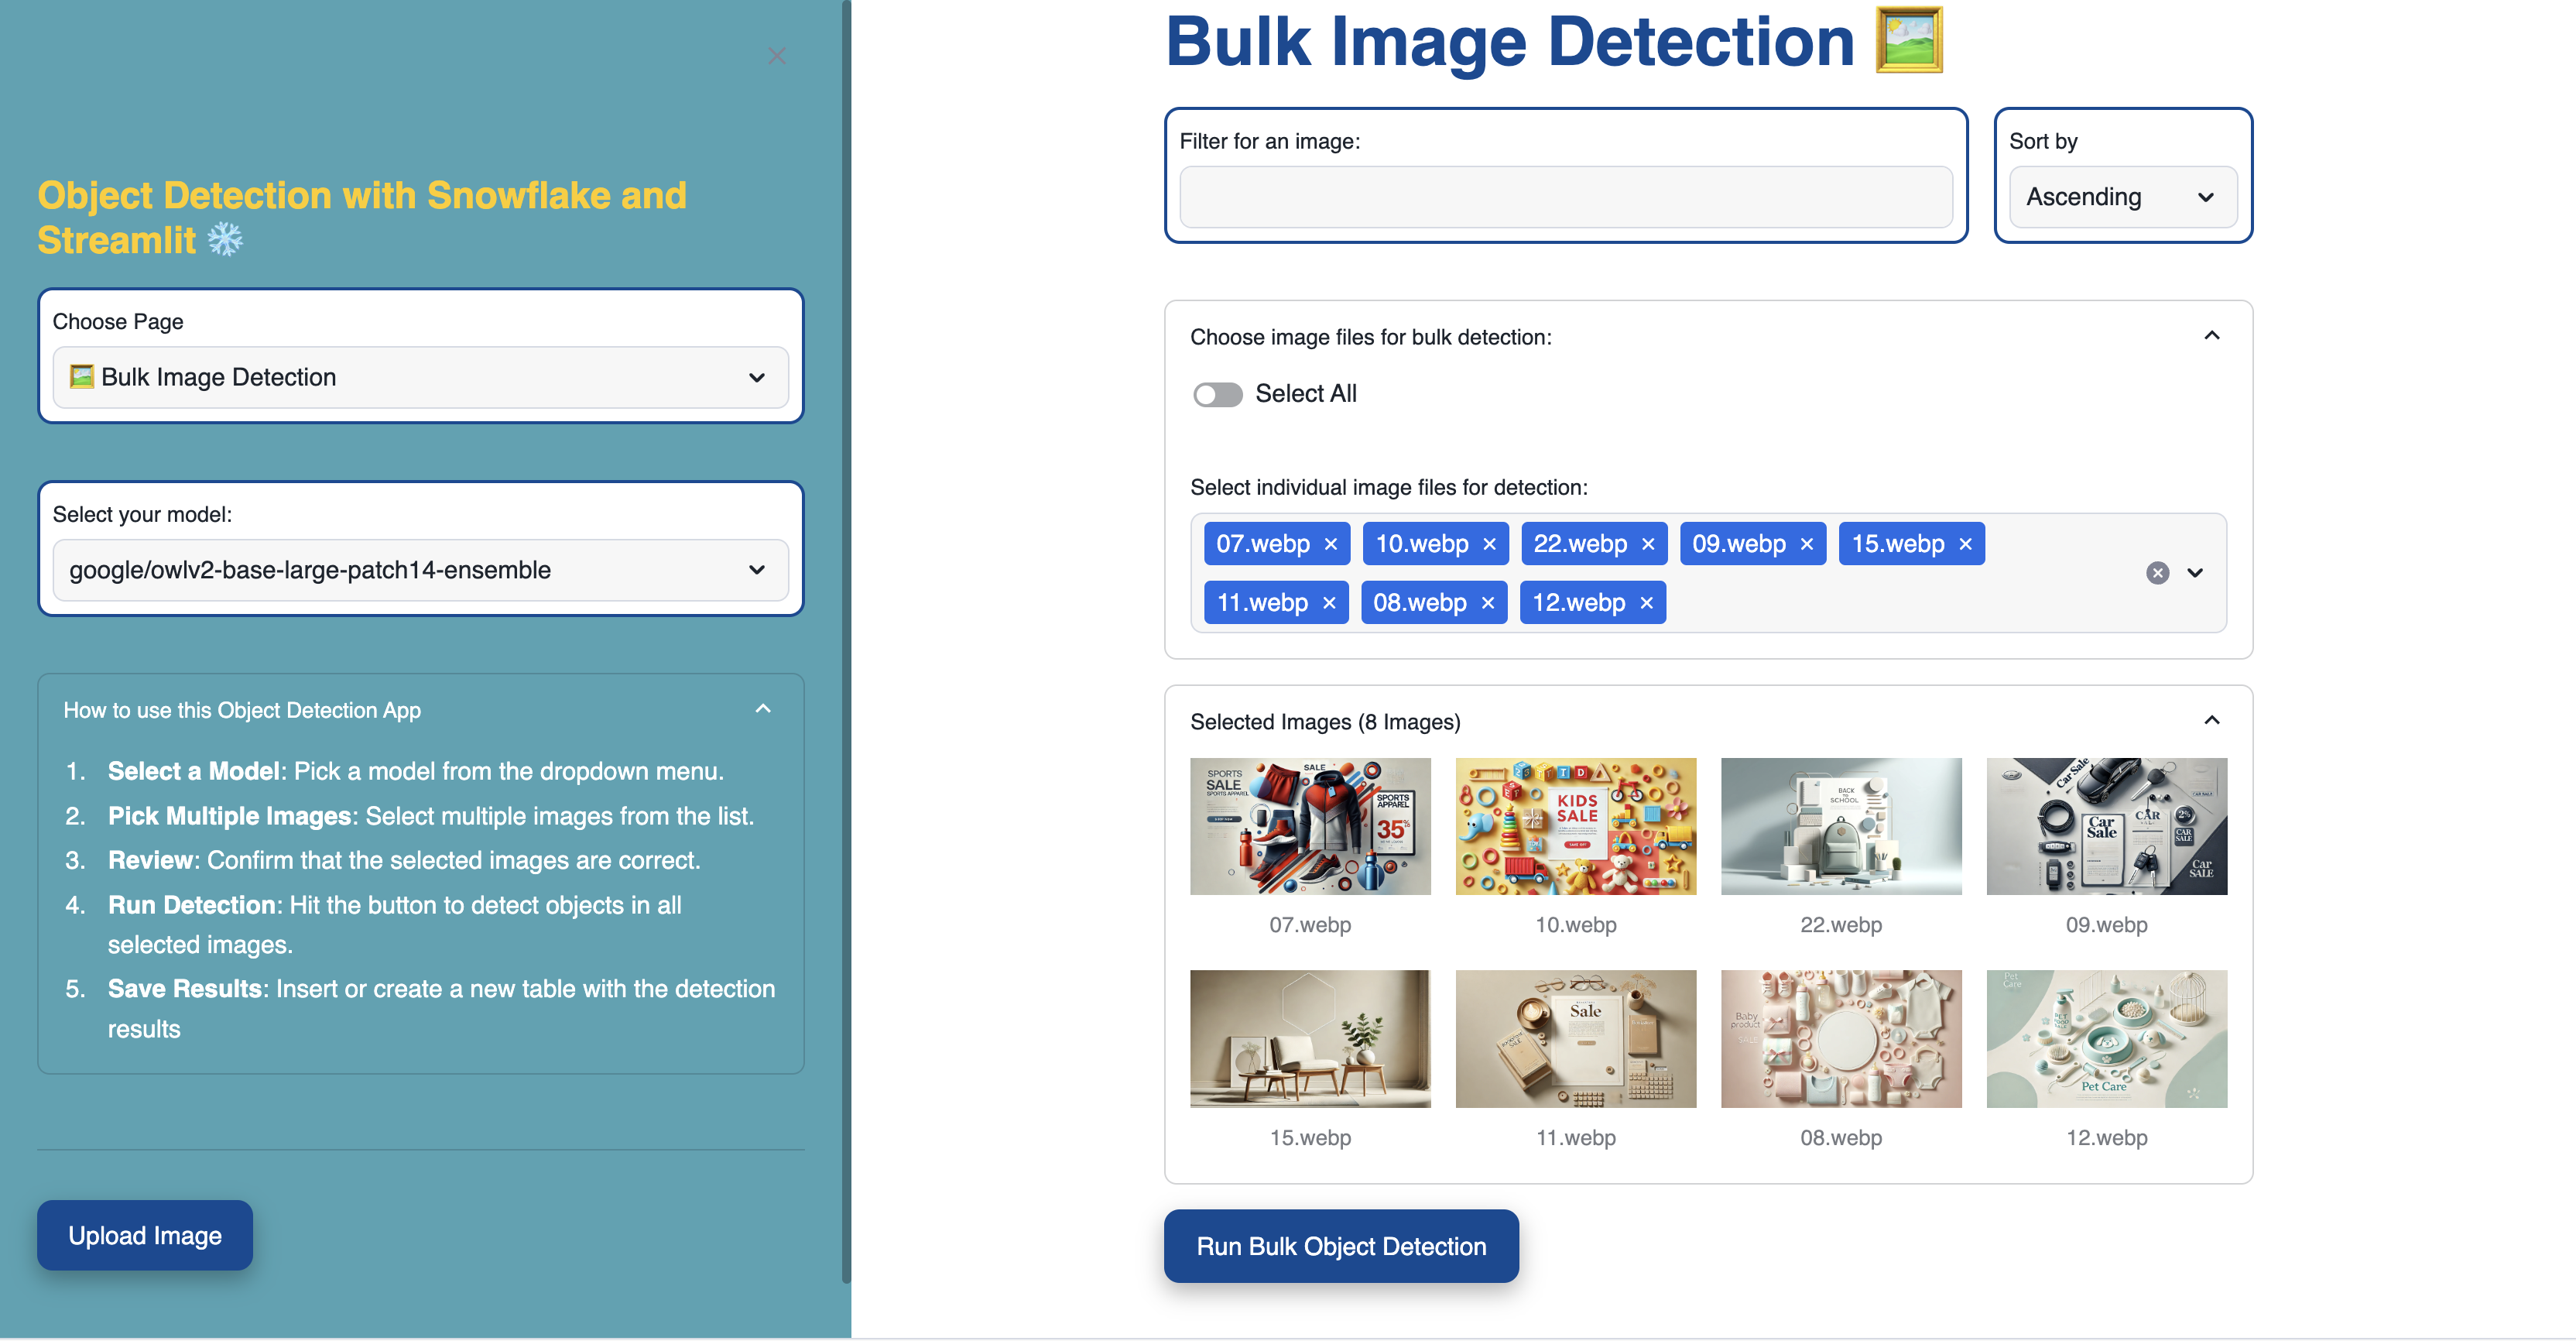 Object Detection with Snowflake and
Streamlit
Choose Page
Bulk Image Detection
Select your model:
google/owlv2-base-large-patch14-ensemble
How to use this Object Detection App
1. Select a Model: Pick a model from the dropdown menu.
2. Pick Multiple Images: Select multiple images from the list.
3. Review: Confirm that the selected images are correct.
4. Run Detection: Hit the button to detect objects in all
selected images.
5. Save Results: Insert or create a new table with the detection
results
Upload Image
Bulk Image Detection
Filter for an image:
Sort by
Ascending
Choose image files for bulk detection:
Select All
Select individual image files for detection:
07.webp 10.webp 22.webp 09.webp 15.webp
11.webp 08.webp 12.webp
Selected Images (8 Images)
SPORTS
SALE
SPORTS APPAREL
SALE
SPORTS
APPAREL
35%
KIDS
SALE
BACK
TO
SCHOOL
Car Sale
Car
Sale
CAR
2%
CAR
SALE
Car
SALE
07.webp 10.webp 22.webp 09.webp
Sale
Baby
product
SALE
Pet
Care
Pet Care
15.webp 11.webp 08.webp 12.webp
Run Bulk Object Detection